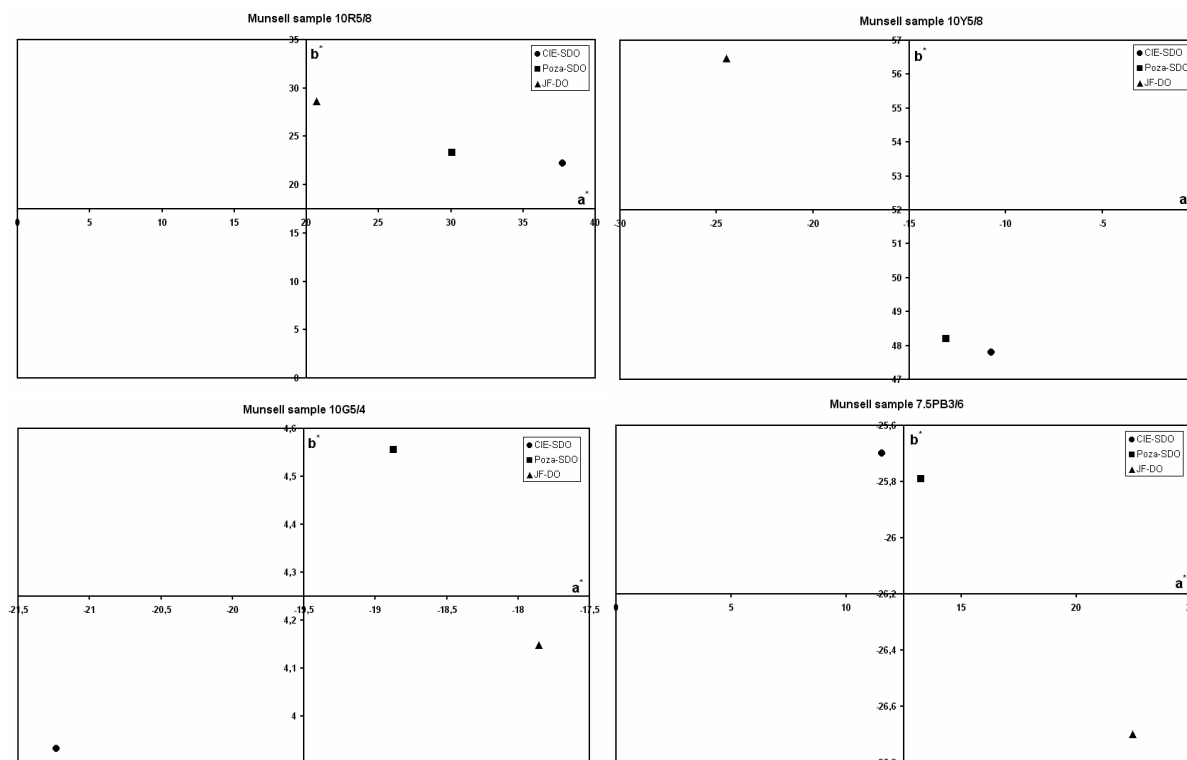 Munsell sample 10R5/8
35
b*
CIE-SDO
Poza-SDO
JF-DO
30
25
20
a*
0 5 10 15 20 25 30 35 40
15
10
5
0
Munsell sample 10Y5/8
57
b*
CIE-SDO
Poza-SDO
JF-DO
56
55
54
53
a
52
-30 -25 -20 -15 -10 -5
51
50
49
48
47
Munsell sample 10G5/4
4,6
b*
CIE-SDO
Poza-SDO
JF-DO
4,5
4,4
4,3
a*
-21,5 -21 -20,5 -20 -19,5 -19 -18,5 -18 -17,5
4,2
4,1
4
Munsell sample 7.5PB3/6
-25,6
b*
CIE-SDO
Poza-SDO
JF-DO
-25,8
-26
a*
-26,2
0 5 10 15 20
-26,4
-26,6